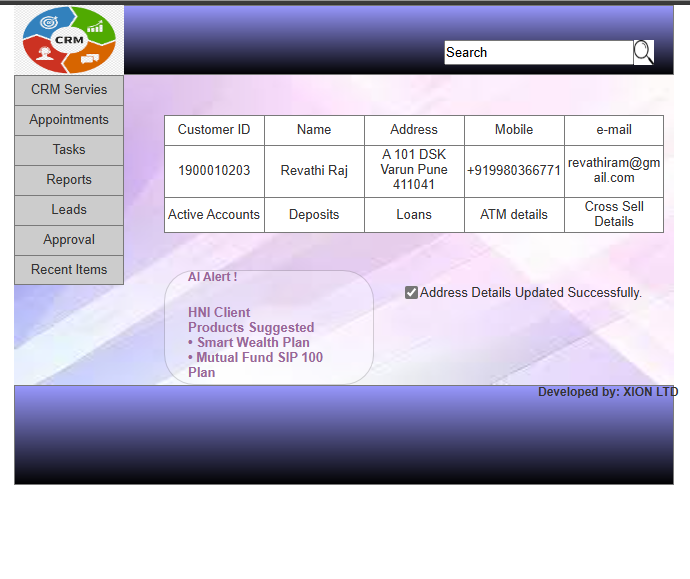 CRM
Search
CRM Servies
Appointments
Tasks
Reports
Leads
Approval
Recent Items
Customer ID Name Address Mobile e-mail
1900010203 Revathi Raj A 101 DSK +919980366771 revathiram@gm
Varun Pune ail.com
411041
Active Accounts Deposits Loans ATM details Cross Sell
Details
AI Alert !
HNI Client
Products Suggested
• Smart Wealth Plan
• Mutual Fund SIP 100
Plan
Address Details Updated Successfully.
Developed by: XION LTD